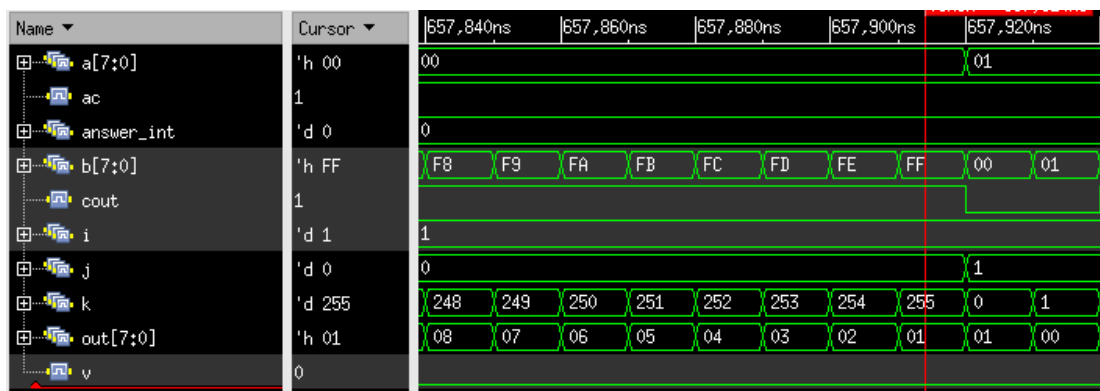 Name Cursor 657,840ns 657,860ns 657,880ns 657,900ns 657,920ns
a[7:0] 'h 00 00 01
ac 1
answer_int 'd 0 0
b[7:0] 'h FF F8 F9 FA FB FC FD FE FF 00 01
cout 1
i 'd 1 1
j 'd 0 0 1
k 'd 255 248 249 250 251 252 253 254 255 0 1
out[7:0] 'h 01 08 07 06 05 04 03 02 01 01 00
v 0